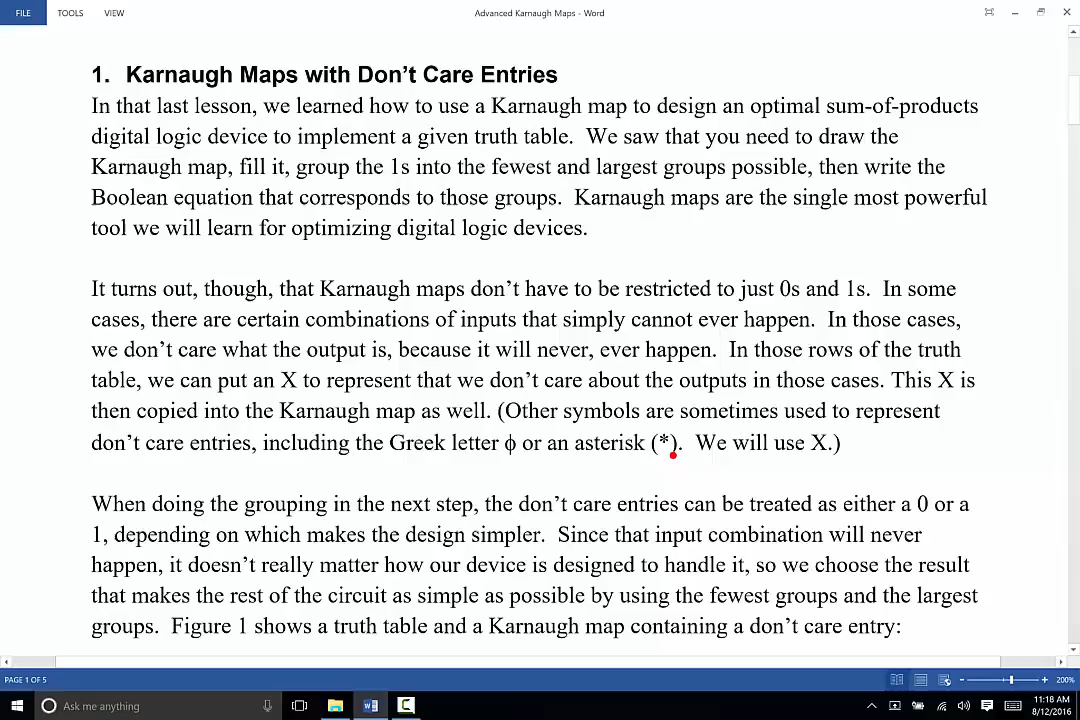 FILE TOOLS VIEW Advanced Karnaugh Maps - Word
1. Karnaugh Maps with Don’t Care Entries
In that last lesson, we learned how to use a Karnaugh map to design an optimal sum-of-products
digital logic device to implement a given truth table. We saw that you need to draw the
Karnaugh map, fill it, group the 1s into the fewest and largest groups possible, then write the
Boolean equation that corresponds to those groups. Karnaugh maps are the single most powerful
tool we will learn for optimizing digital logic devices.
It turns out, though, that Karnaugh maps don’t have to be restricted to just 0s and 1s. In some
cases, there are certain combinations of inputs that simply cannot ever happen. In those cases,
we don’t care what the output is, because it will never, ever happen. In those rows of the truth
table, we can put an X to represent that we don’t care about the outputs in those cases. This X is
then copied into the Karnaugh map as well. (Other symbols are sometimes used to represent
don’t care entries, including the Greek letter ϕ or an asterisk (*). We will use X.)
When doing the grouping in the next step, the don’t care entries can be treated as either a 0 or a
1, depending on which makes the design simpler. Since that input combination will never
happen, it doesn’t really matter how our device is designed to handle it, so we choose the result
that makes the rest of the circuit as simple as possible by using the fewest groups and the largest
groups. Figure 1 shows a truth table and a Karnaugh map containing a don’t care entry:
PAGE 1 OF 5 200%
Ask me anything 11:18 AM
8/12/2016